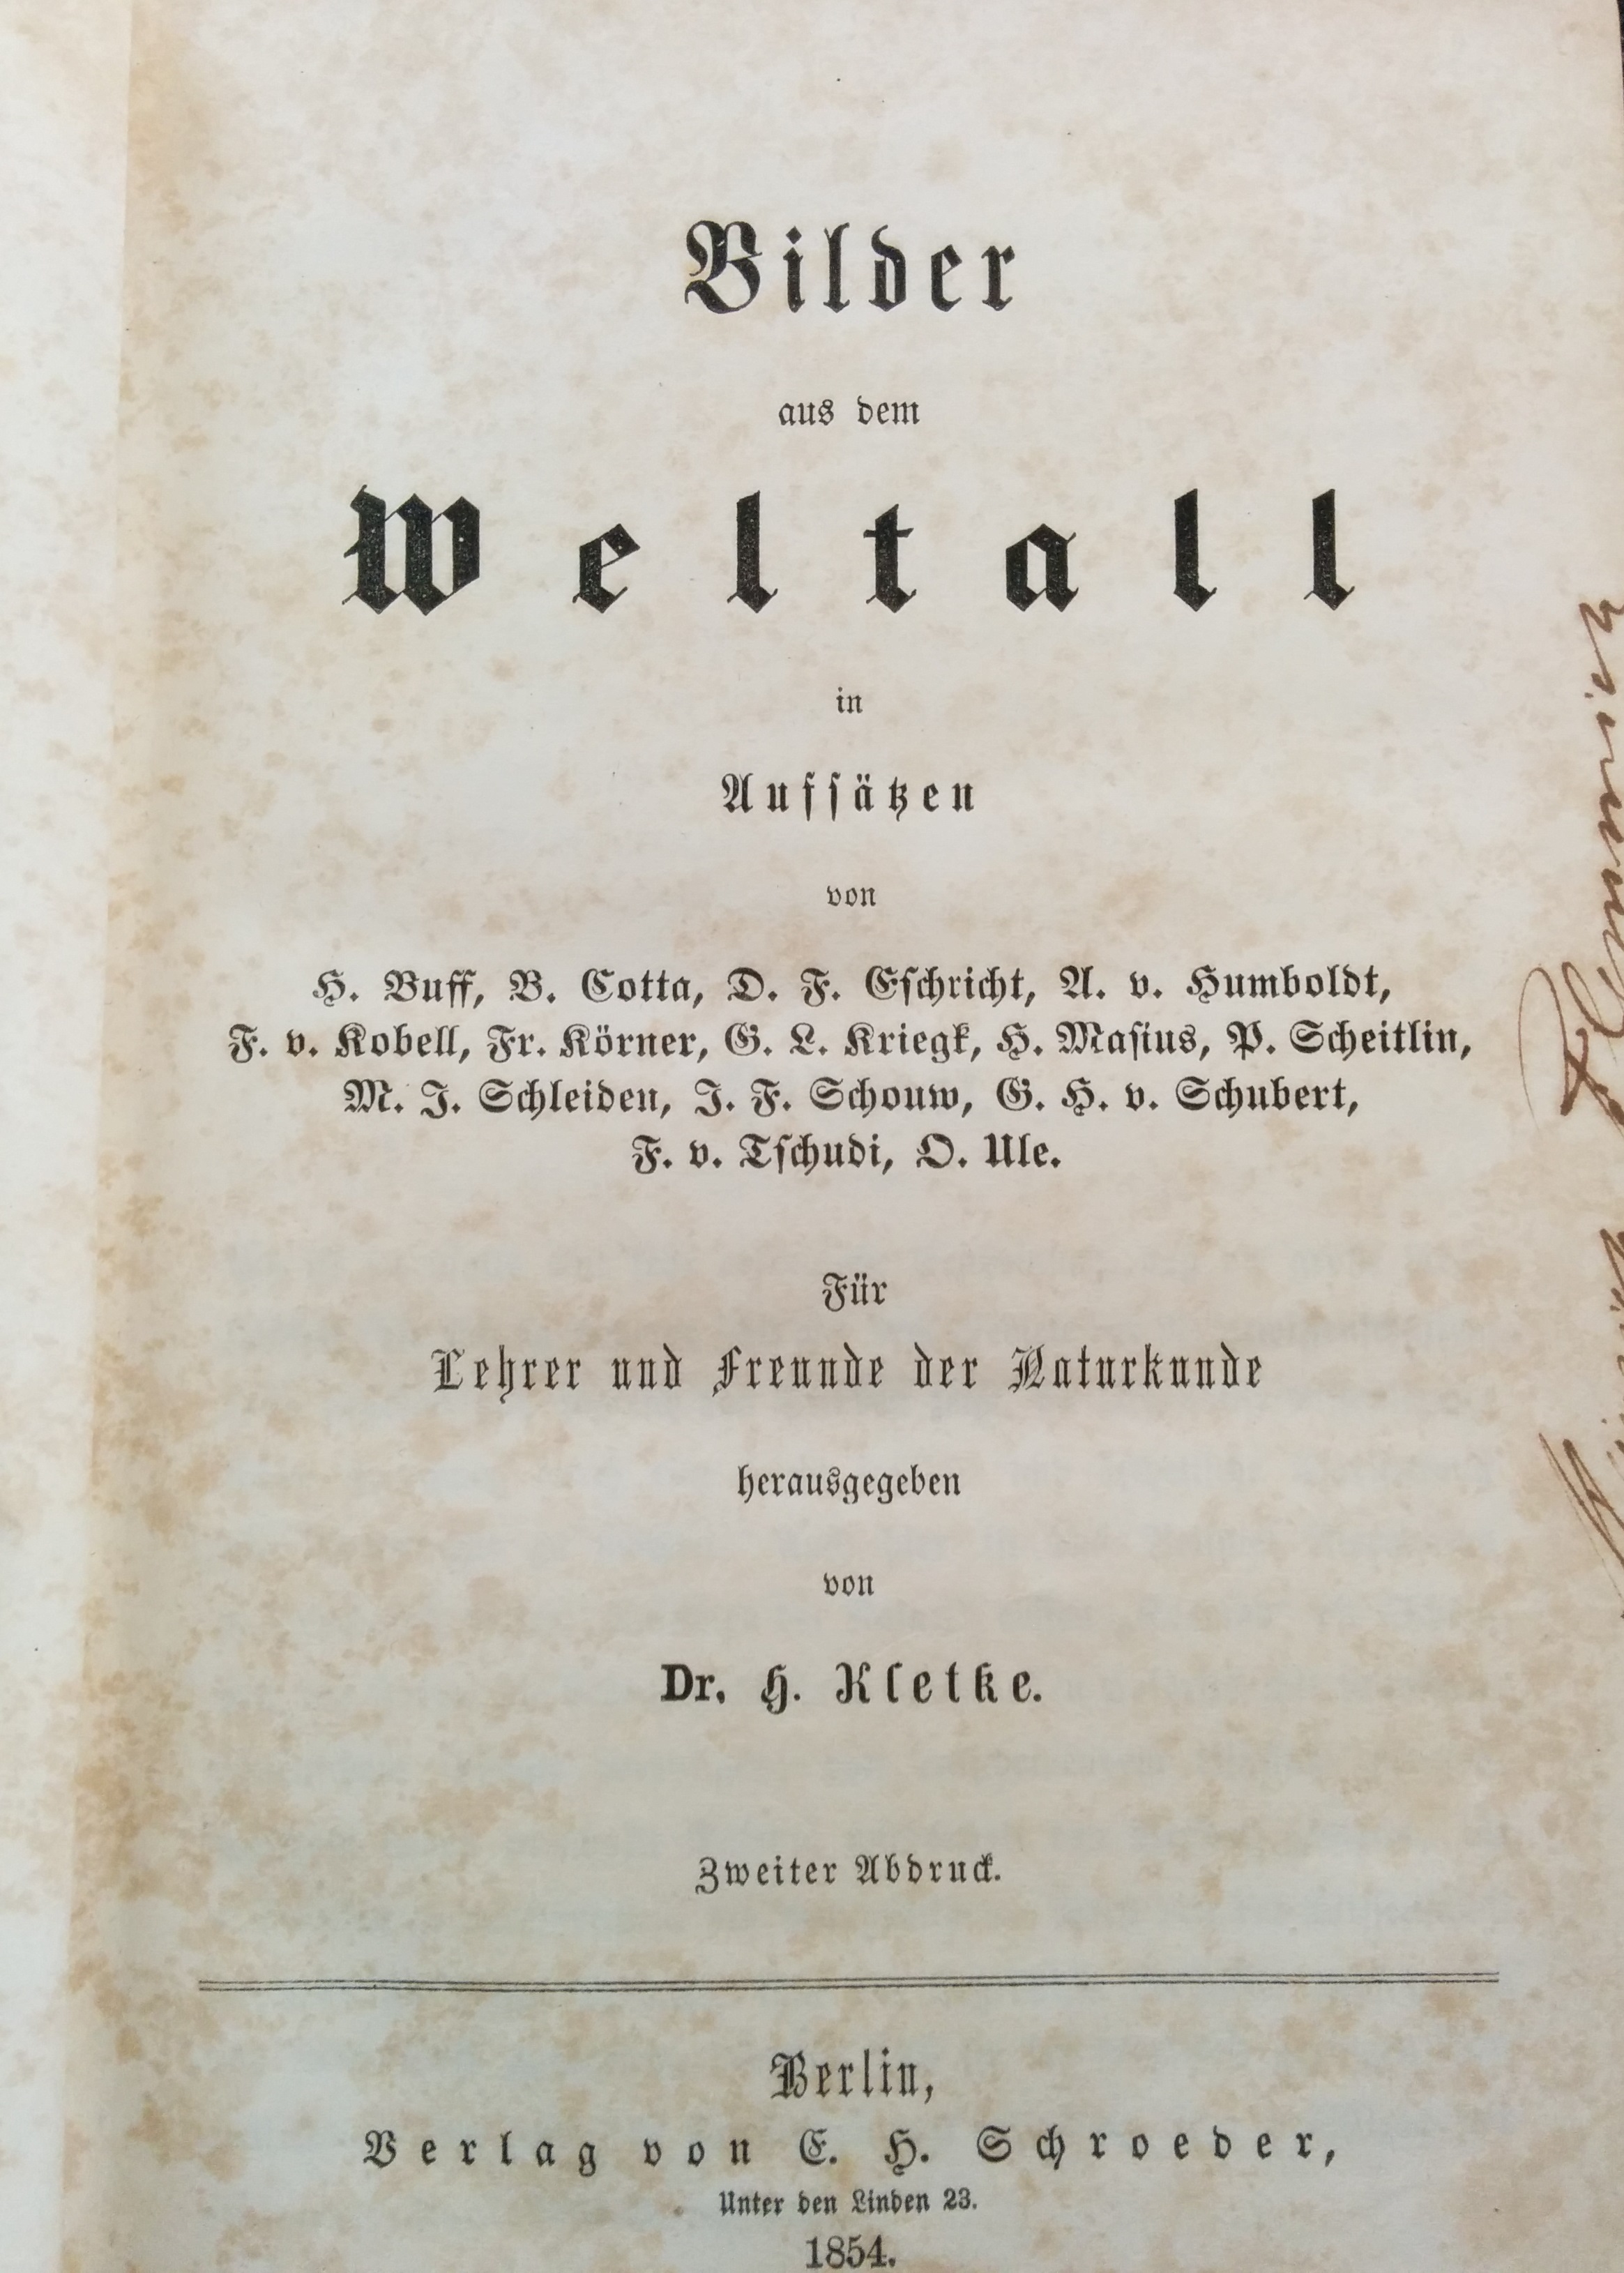 Bilder
aus dem
Weltall
in
Aufsätzen
von
H. Buff, B. Cotta, D. F. Eschricht, A. v. Humboldt,
F. v. Kobell, Fr. Körner, G. L. Kriegk, H. Masius, P. Scheitlin,
M. J. Schleiden, J. F. Schouw, G. H. v. Schubert,
F. v. Tschudi, O. Ule.
Für
Lehrer und Freunde der Naturkunde
herausgegeben
von
Dr. H. Kletke.
Zweiter Abdruck.
Berlin,
Verlag von E. H. Schroeder,
Unter den Linden 23.
1854.